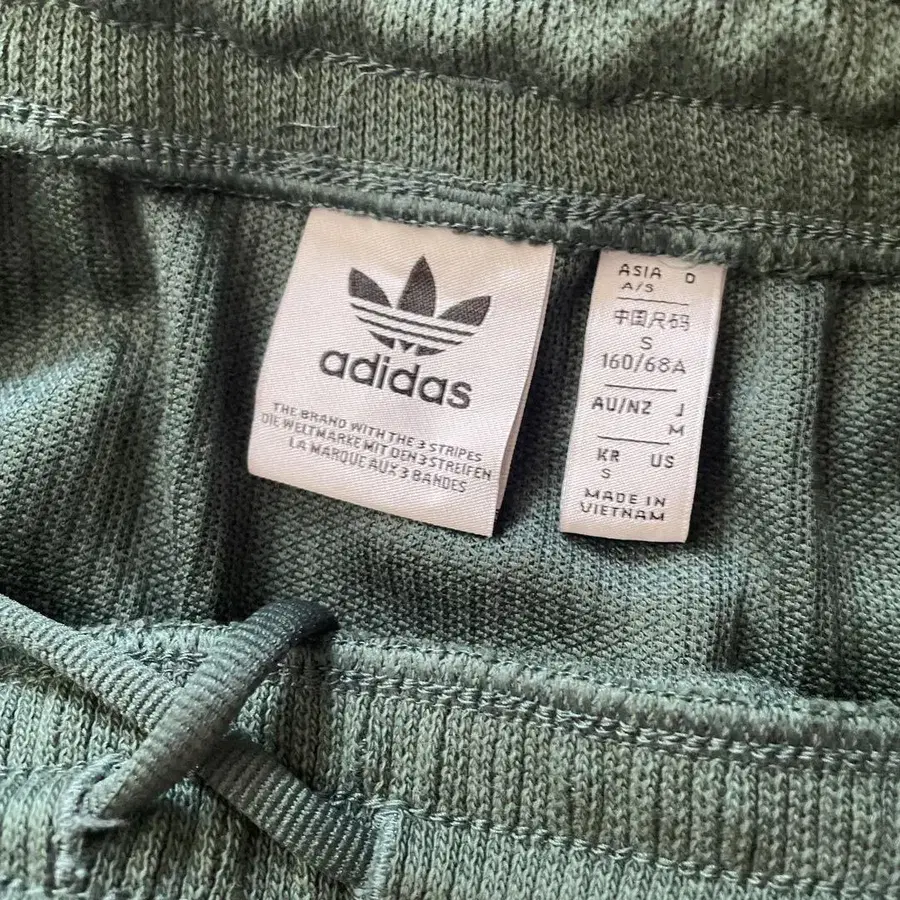 adidas
THE BRAND WITH THE 3 STRIPES
DIE WELTMARKE MIT DEN 3 STREIFEN
LA MARQUE AUX 3 BANDES
ASIA D
A/S
中国尺码
S
160/68A
AU/NZ J
M
KR US
S
MADE IN
VIETNAM